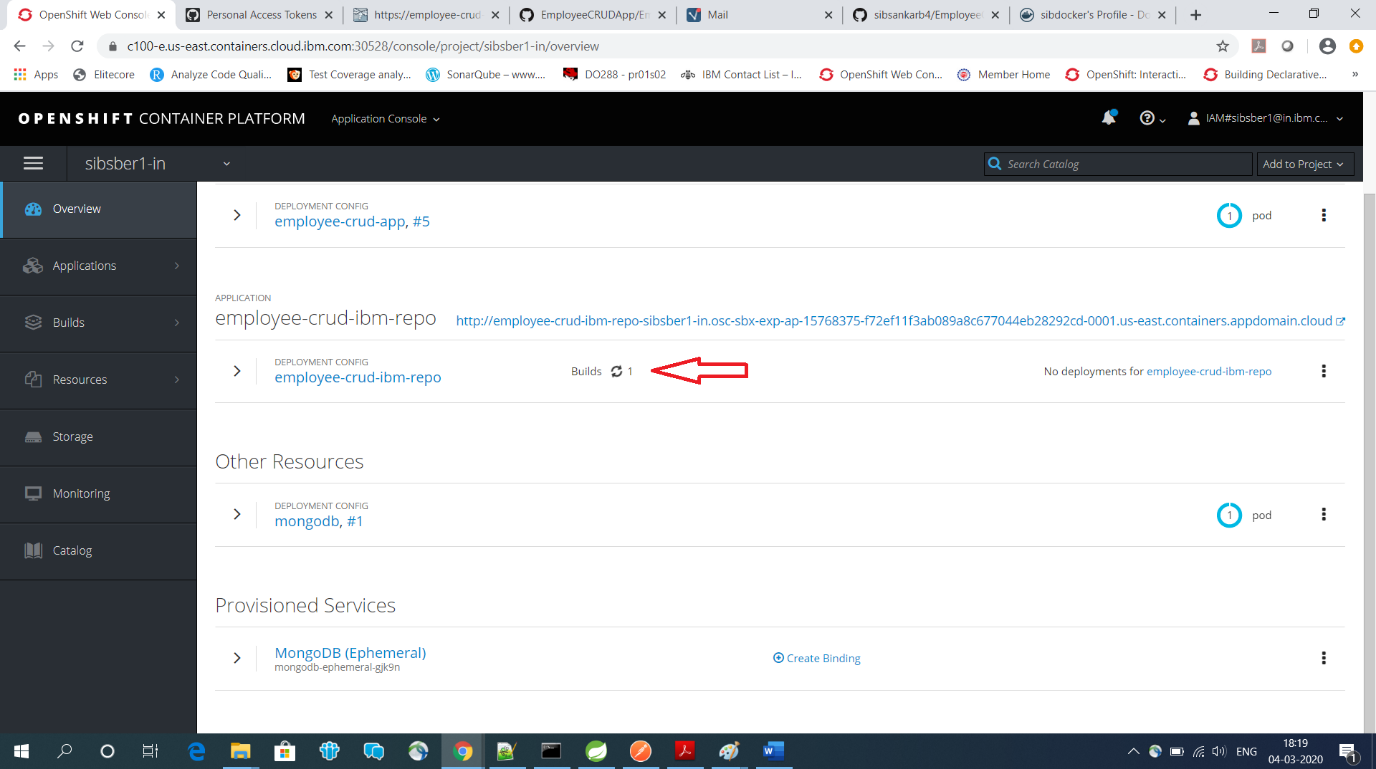 OpenShift Web Consol
Personal Access Tokens
https://employee-crud-
EmployeeCRUDApp/Em
Mail
sibsankarb4/Employee
sibdocker's Profile - Do
c100-e.us-east.containers.cloud.ibm.com:30528/console/project/sibsber1-in/overview
Apps
Elitecore
Analyze Code Quali...
Test Coverage analy...
SonarQube – www....
DO288 - pr01s02
IBM Contact List – I...
OpenShift Web Con...
Member Home
OpenShift: Interacti...
Building Declarative...
»
OPENSHIFT CONTAINER PLATFORM
Application Console
IAM#sibsber1@in.ibm.c...
sibsber1-in
Search Catalog
Add to Project
Overview
Applications
Builds
Resources
Storage
Monitoring
Catalog
DEPLOYMENT CONFIG
employee-crud-app, #5
1 pod
APPLICATION
employee-crud-ibm-repo
http://employee-crud-ibm-repo-sibsber1-in.osc-sbx-exp-ap-15768375-f72ef11f3ab089a8c677044eb28292cd-0001.us-east.containers.appdomain.cloud
DEPLOYMENT CONFIG
employee-crud-ibm-repo
Builds 1
No deployments for employee-crud-ibm-repo
Other Resources
DEPLOYMENT CONFIG
mongodb, #1
1 pod
Provisioned Services
MongoDB (Ephemeral)
mongodb-ephemeral-gjk9n
Create Binding
ENG
18:19
04-03-2020
1